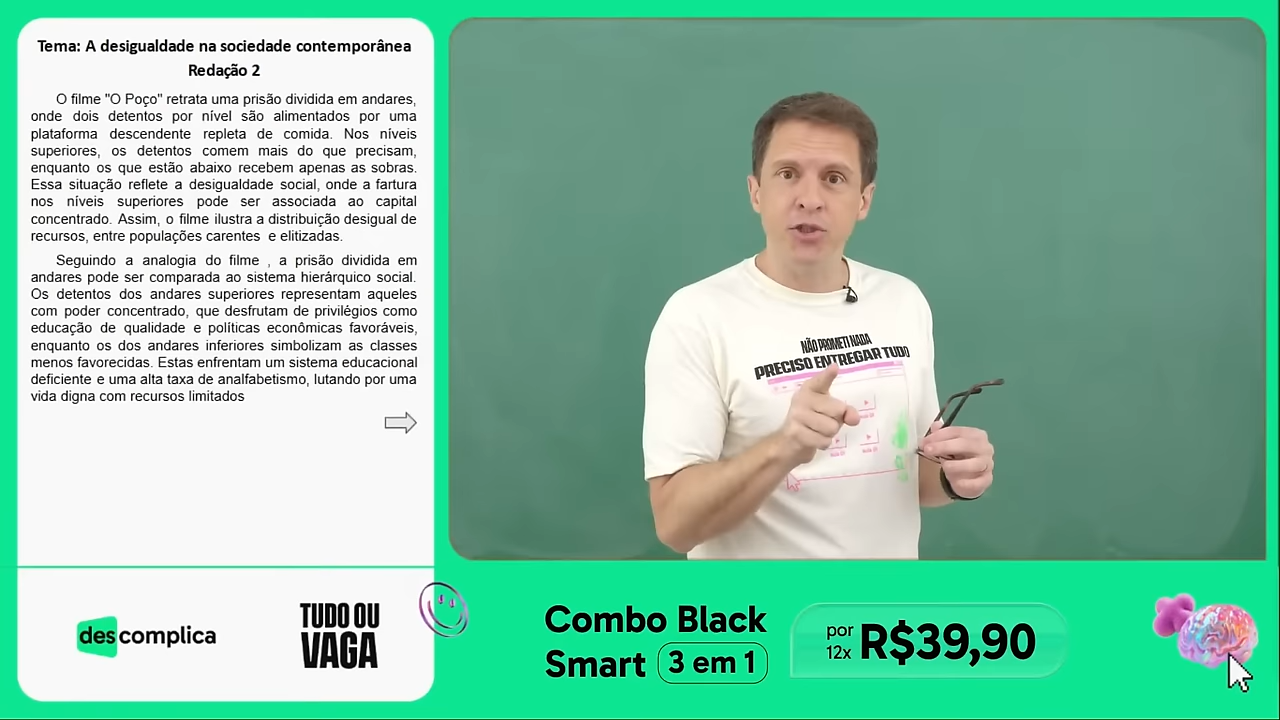 Tema: A desigualdade na sociedade contemporânea
Redação 2
O filme "O Poço" retrata uma prisão dividida em andares,
onde dois detentos por nível são alimentados por uma
plataforma descendente repleta de comida. Nos níveis
superiores, os detentos comem mais do que precisam,
enquanto os que estão abaixo recebem apenas as sobras.
Essa situação reflete a desigualdade social, onde a fartura
nos níveis superiores pode ser associada ao capital
concentrado. Assim, o filme ilustra a distribuição desigual de
recursos, entre populações carentes e elitizadas.
Seguindo a analogia do filme , a prisão dividida em
andares pode ser comparada ao sistema hierárquico social.
Os detentos dos andares superiores representam aqueles
com poder concentrado, que desfrutam de privilégios como
educação de qualidade e políticas econômicas favoráveis,
enquanto os dos andares inferiores simbolizam as classes
menos favorecidas. Estas enfrentam um sistema educacional
deficiente e uma alta taxa de analfabetismo, lutando por uma
vida digna com recursos limitados
NÃO PROMETI NADA
PRECISO ENTREGAR TUDO
descomplica
TUDO OU
VAGA
Combo Black
Smart 3 em 1
por
12x R$39,90